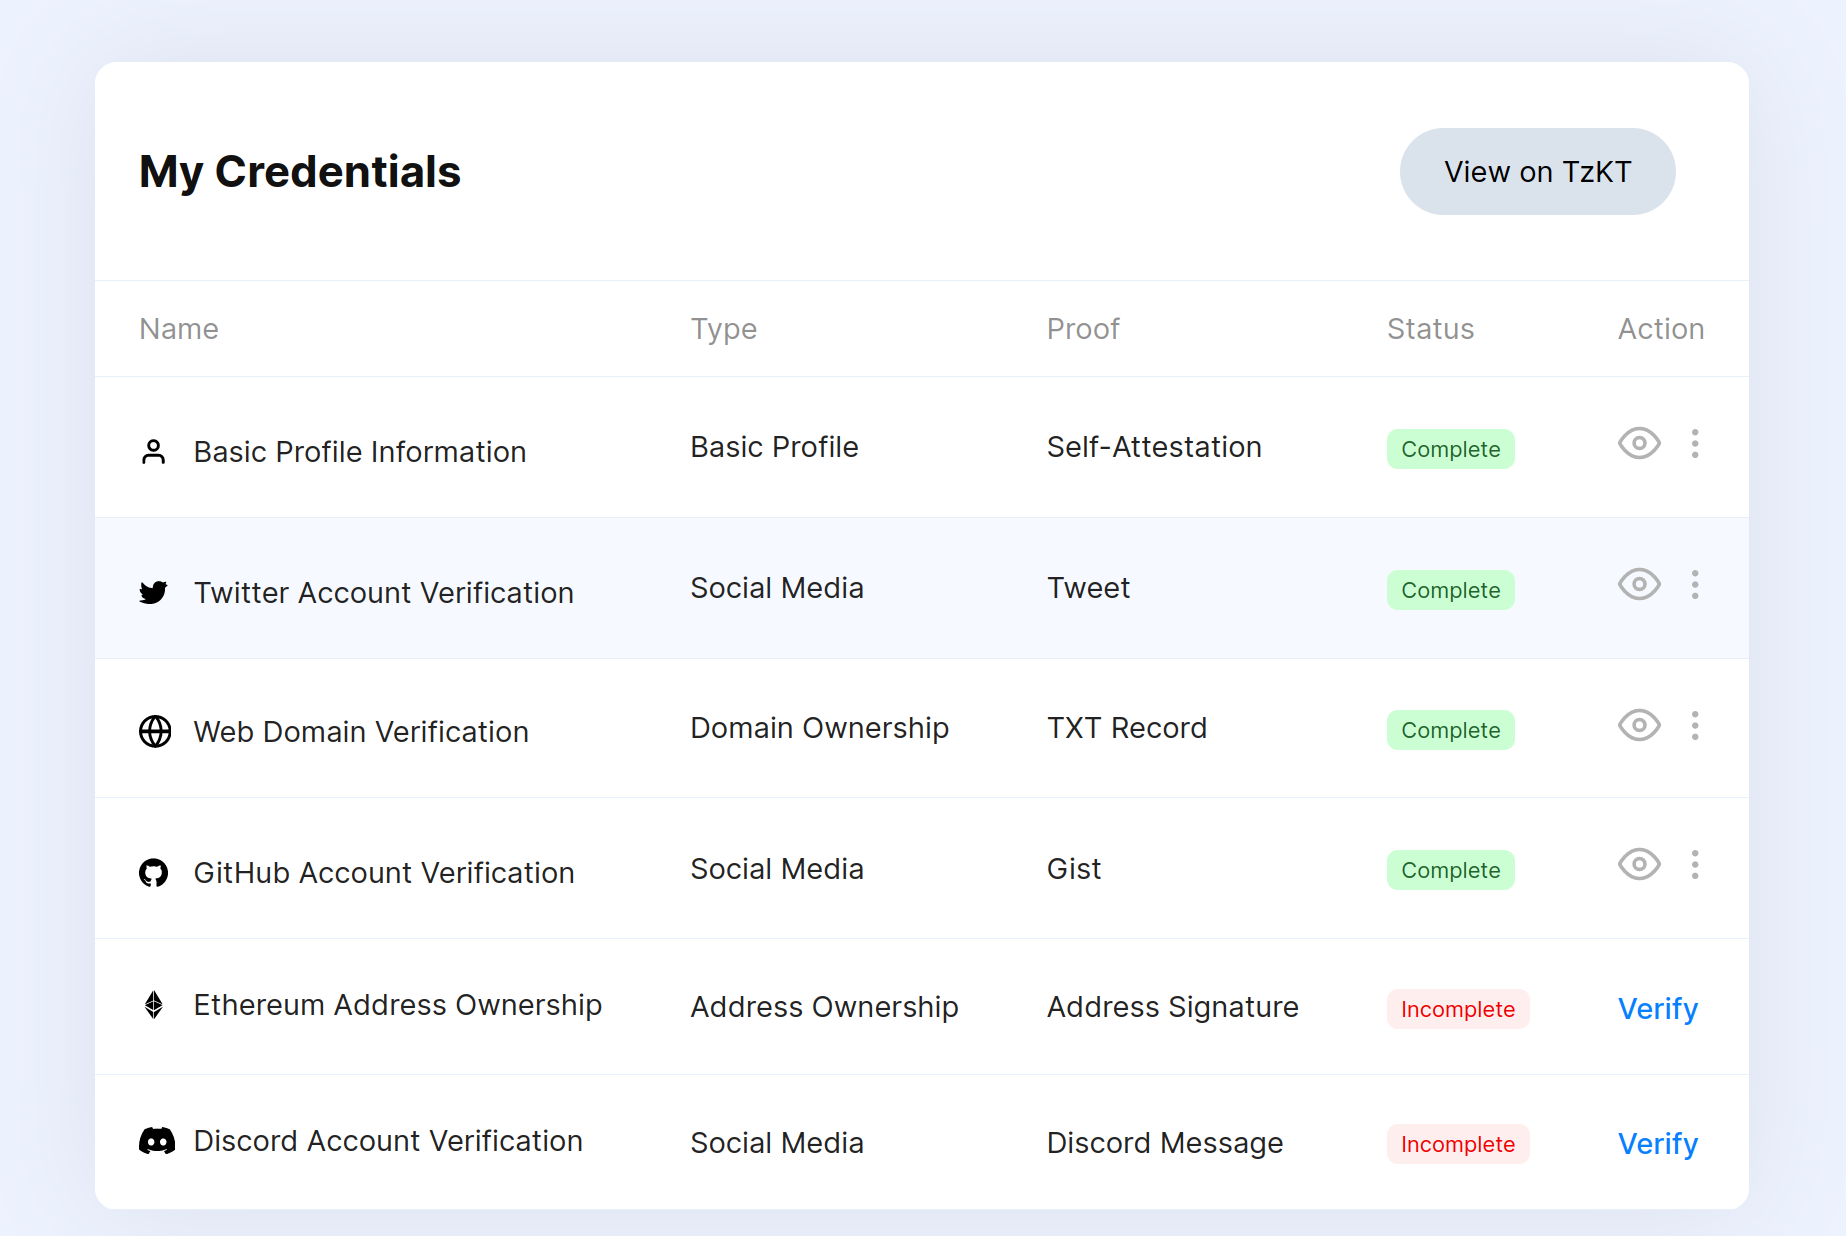 My Credentials
View on TzKT
Name Type Proof Status Action
Basic Profile Information Basic Profile Self-Attestation Complete
Twitter Account Verification Social Media Tweet Complete
Web Domain Verification Domain Ownership TXT Record Complete
GitHub Account Verification Social Media Gist Complete
Ethereum Address Ownership Address Ownership Address Signature Incomplete Verify
Discord Account Verification Social Media Discord Message Incomplete Verify